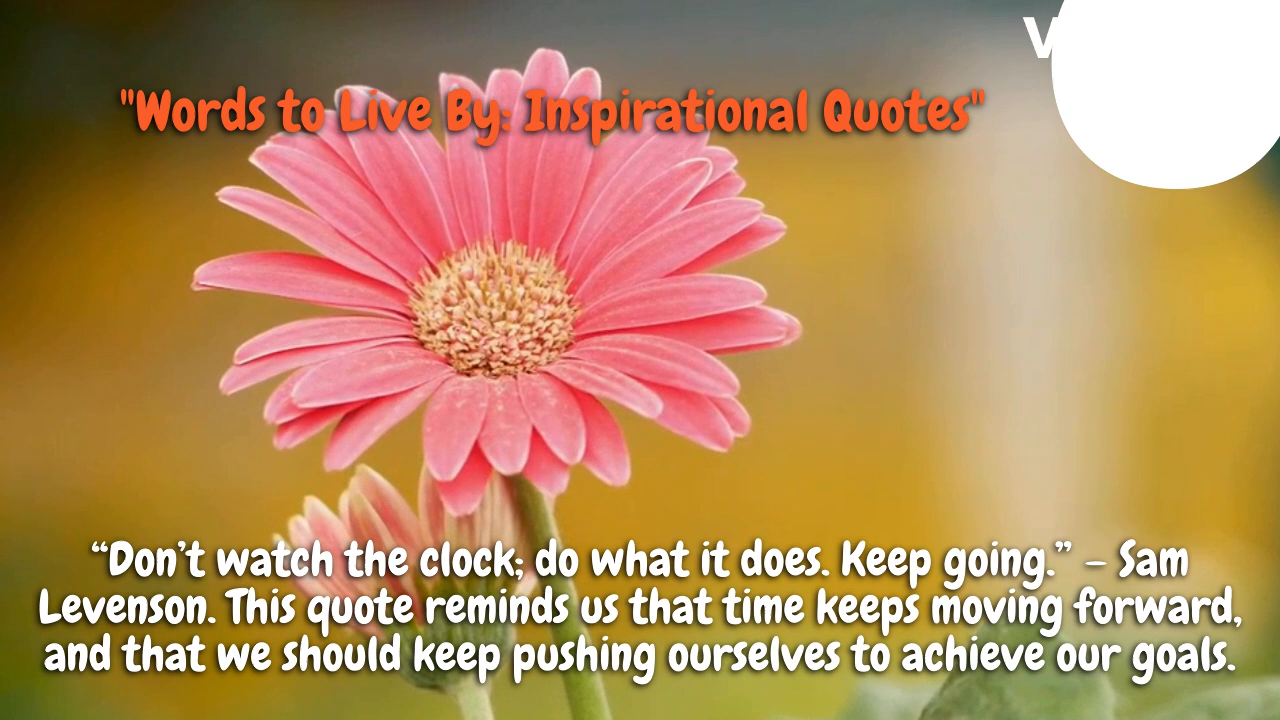 "Words to Live By: Inspirational Quotes"
“Don’t watch the clock; do what it does. Keep going.” – Sam
Levenson. This quote reminds us that time keeps moving forward,
and that we should keep pushing ourselves to achieve our goals.